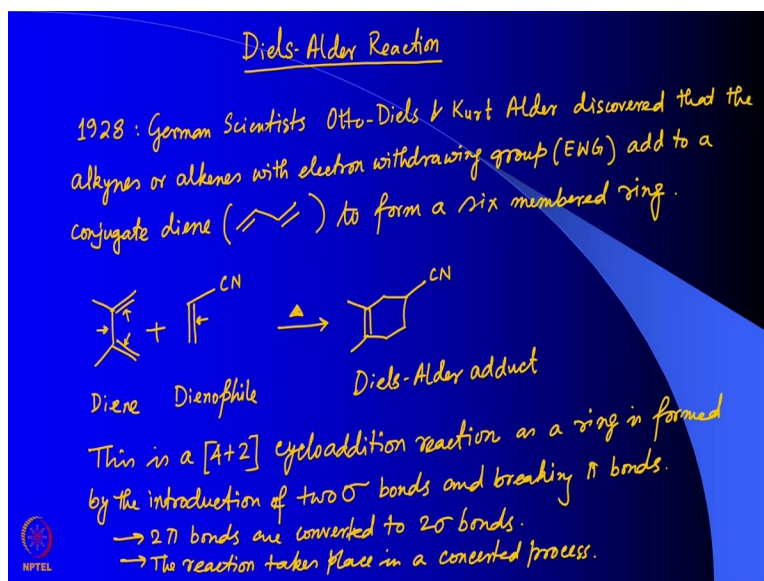 Diels-Alder Reaction
1928 : German Scientists Otto-Diels & Kurt Alder discovered that the
alkynes or alkenes with electron withdrawing group (EWG) add to a
conjugate diene ( ) to form a six membered ring.
CN
CN
+
Δ
Diene Dienophile Diels-Alder adduct
This is a [4+2] cycloaddition reaction as a ring is formed
by the introduction of two σ bonds and breaking π bonds.
→ 2π bonds are converted to 2σ bonds.
→ The reaction takes place in a concerted process.
NPTEL